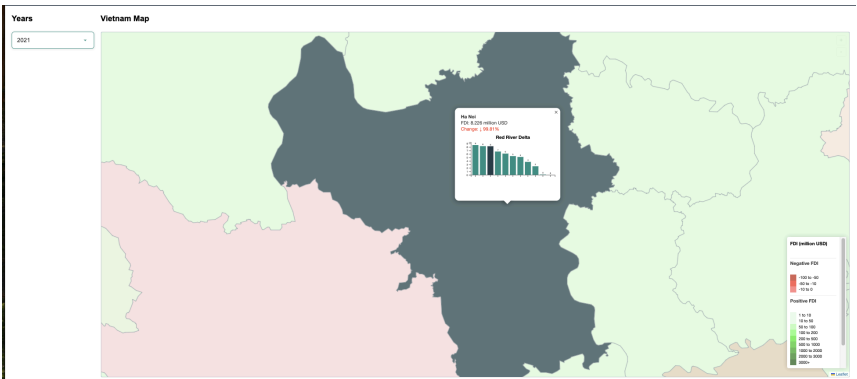 Years
Vietnam Map
2021
Ha Noi
FDI: 8.226 million USD
Change: ↓ 99.81%
Red River Delta
FDI (million USD)
Negative FDI
-100 to -50
-50 to -10
-10 to 0
Positive FDI
1 to 10
10 to 50
50 to 100
100 to 200
200 to 500
500 to 1000
1000 to 2000
2000 to 3000
3000+
Leaflet